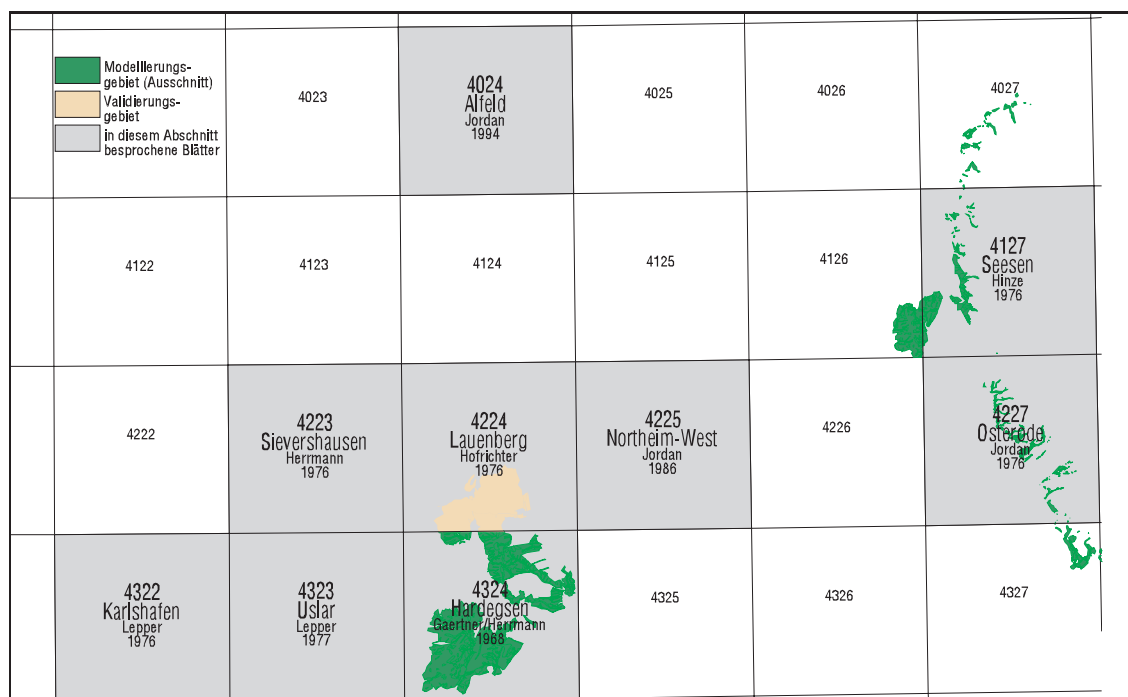 Modellierungs-
gebiet (Ausschnitt)
Validierungs-
gebiet
in diesem Abschnitt
besprochene Blätter
4023
4024
Alfeld
Jordan
1994
4025
4026
4027
4122
4123
4124
4125
4126
4127
Seesen
Hinze
1976
4222
4223
Sievershausen
Herrmann
1976
4224
Lauenberg
Hofrichter
1976
4225
Northeim-West
Jordan
1986
4226
4227
Osterode
Jordan
1976
4322
Karlshafen
Lepper
1976
4323
Uslar
Lepper
1977
4324
Hardegsen
Gaertner/Herrmann
1968
4325
4326
4327